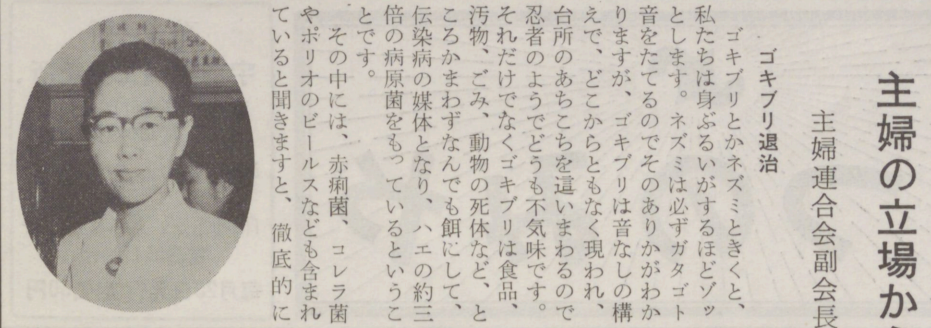 主婦の立場か
主婦連合会副会長
ゴキブリ退治
ゴキブリとかネズミときくと、
私たちは身ぶるいがするほどゾッ
とします。ネズミは必ずガタゴト
音をたてるのでそのありかがわか
りますが、ゴキブリは音なしの構
えで、どこからともなく現われ、
台所のあちこちを這いまわるので
忍者のようでどうも不気味です。
それだけでなくゴキブリは食品、
汚物、ごみ、動物の死体など、と
ころかまわずなんでも餌にして、
伝染病の媒体となり、ハエの約三
倍の病原菌をもっているというこ
とです。
その中には、赤痢菌、コレラ菌
やポリオのビールスなども含まれ
ていると聞きますと、徹底的に